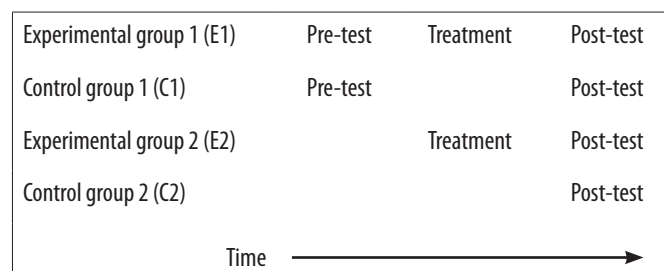 Experimental group 1 (E1) Pre-test Treatment Post-test
Control group 1 (C1) Pre-test Post-test
Experimental group 2 (E2) Treatment Post-test
Control group 2 (C2) Post-test
Time